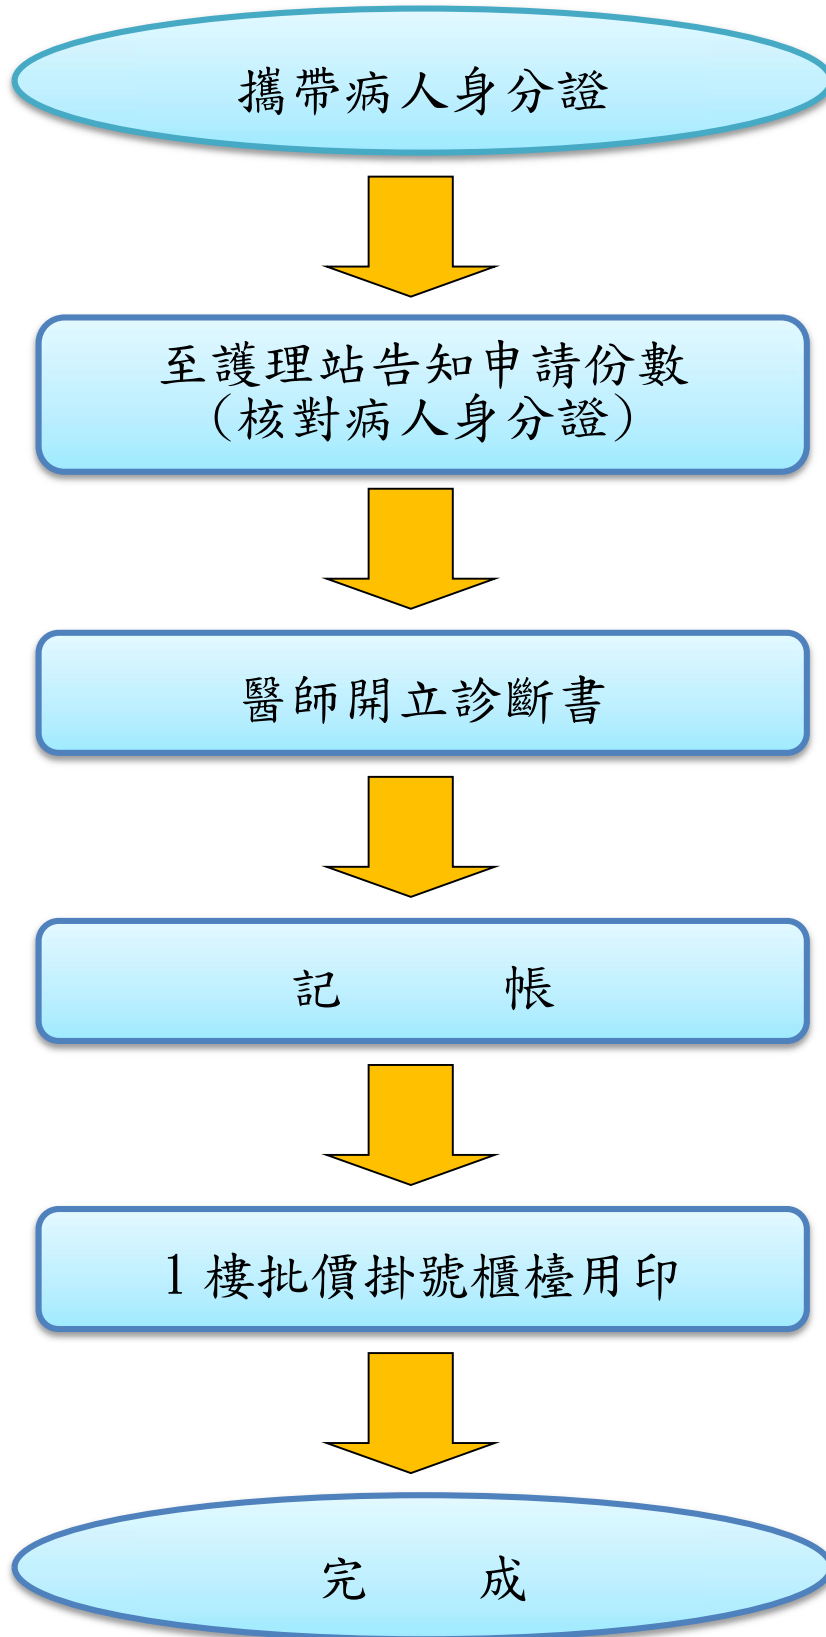 攜帶病人身分證
至護理站告知申請份數
（核對病人身分證）
醫師開立診斷書
記　　　帳
1 樓批價掛號櫃檯用印
完　　成